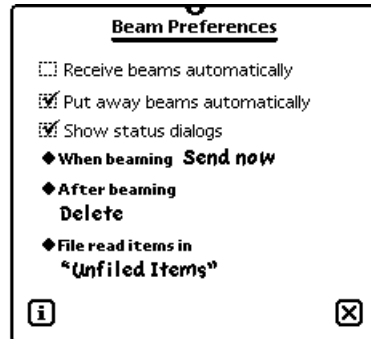 Beam Preferences
Receive beams automatically
Put away beams automatically
Show status dialogs
◆When beaming Send now
◆After beaming
Delete
◆File read items in
“Unfiled Items”
i